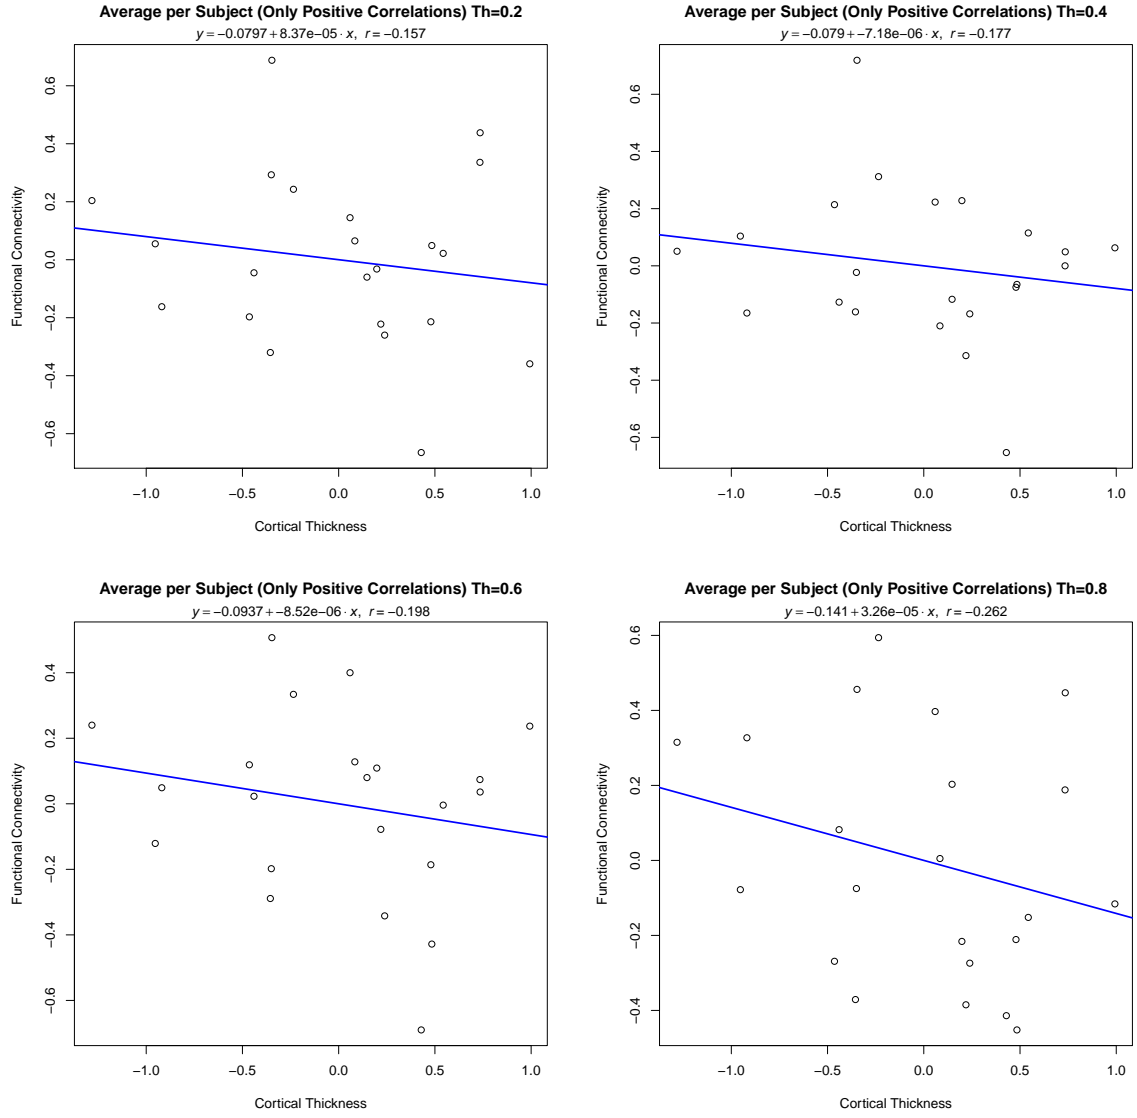 Average per Subject (Only Positive Correlations) Th=0.2
y = −0.0797 + 8.37e−05 · x, r = −0.157
Functional Connectivity
0.6
0.4
0.2
0.0
−0.2
−0.4
−0.6
−1.0 −0.5 0.0 0.5 1.0
Cortical Thickness
Average per Subject (Only Positive Correlations) Th=0.4
y = −0.079 + −7.18e−06 · x, r = −0.177
Functional Connectivity
0.6
0.4
0.2
0.0
−0.2
−0.4
−0.6
−1.0 −0.5 0.0 0.5 1.0
Cortical Thickness
Average per Subject (Only Positive Correlations) Th=0.6
y = −0.0937 + −8.52e−06 · x, r = −0.198
Functional Connectivity
0.4
0.2
0.0
−0.2
−0.4
−0.6
−1.0 −0.5 0.0 0.5 1.0
Cortical Thickness
Average per Subject (Only Positive Correlations) Th=0.8
y = −0.141 + 3.26e−05 · x, r = −0.262
Functional Connectivity
0.6
0.4
0.2
0.0
−0.2
−0.4
−1.0 −0.5 0.0 0.5 1.0
Cortical Thickness